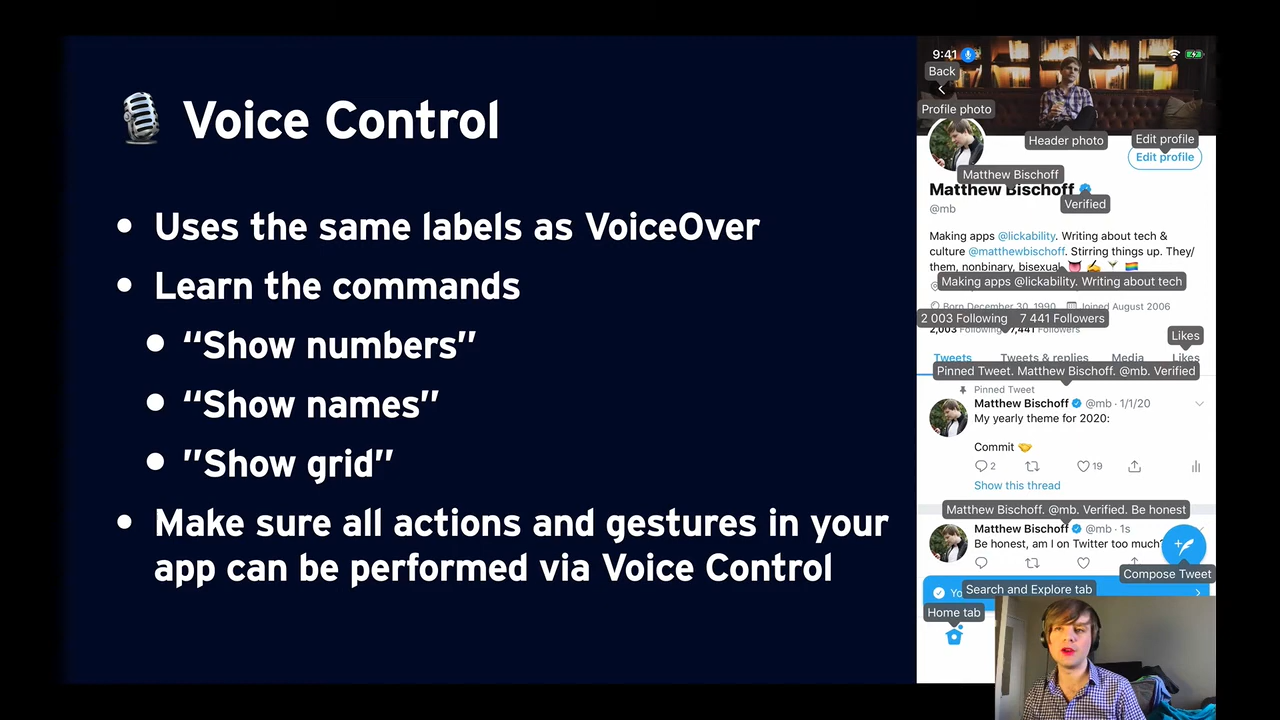 Voice Control
• Uses the same labels as VoiceOver
• Learn the commands
• “Show numbers”
• “Show names”
• ”Show grid”
• Make sure all actions and gestures in your
app can be performed via Voice Control
9:41
Back
Profile photo
Header photo
Edit profile
Edit profile
Matthew Bischoff
Matthew Bischoff
Verified
@mb
Making apps @lickability. Writing about tech &
culture @matthewbischoff. Stirring things up. They/
them, nonbinary, bisexual
Making apps @lickability. Writing about tech
Born December 30, 1990 Joined August 2006
2 003 Following 7 441 Followers
2,003 Following 7,441 Followers
Likes
Tweets Tweets & replies Media Likes
Pinned Tweet. Matthew Bischoff. @mb. Verified
Pinned Tweet
Matthew Bischoff @mb · 1/1/20
My yearly theme for 2020:
Commit 🤝
2 19
Show this thread
Matthew Bischoff. @mb. Verified. Be honest
Matthew Bischoff @mb · 1s
Be honest, am I on Twitter too much?
Compose Tweet
Search and Explore tab
Home tab